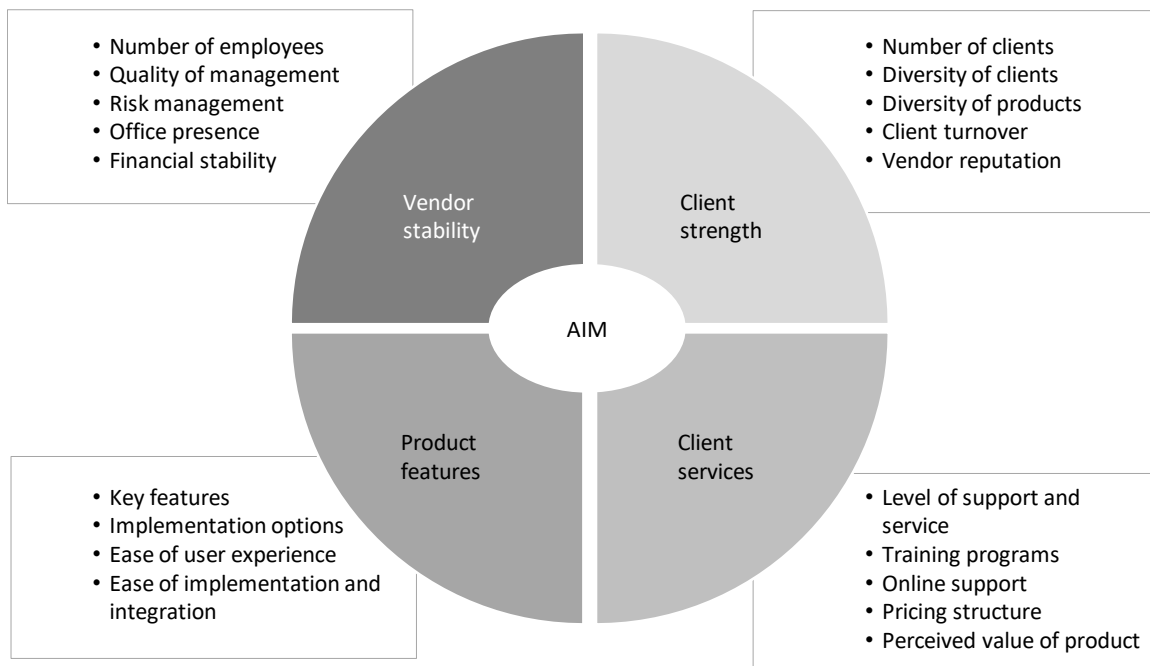 • Number of employees
• Quality of management
• Risk management
• Office presence
• Financial stability
• Number of clients
• Diversity of clients
• Diversity of products
• Client turnover
• Vendor reputation
Vendor
stability
Client
strength
AIM
Product
features
Client
services
• Key features
• Implementation options
• Ease of user experience
• Ease of implementation and
integration
• Level of support and
service
• Training programs
• Online support
• Pricing structure
• Perceived value of product